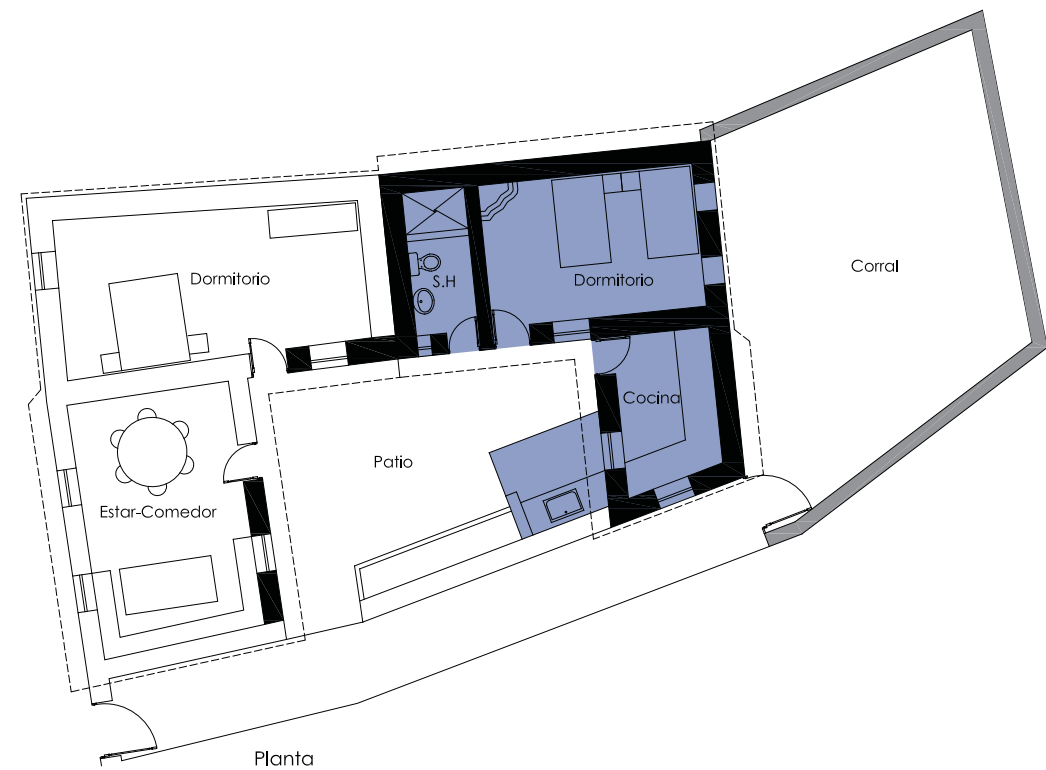 Corral
Dormitorio
S.H
Dormitorio
Cocina
Patio
Estar-Comedor
Planta